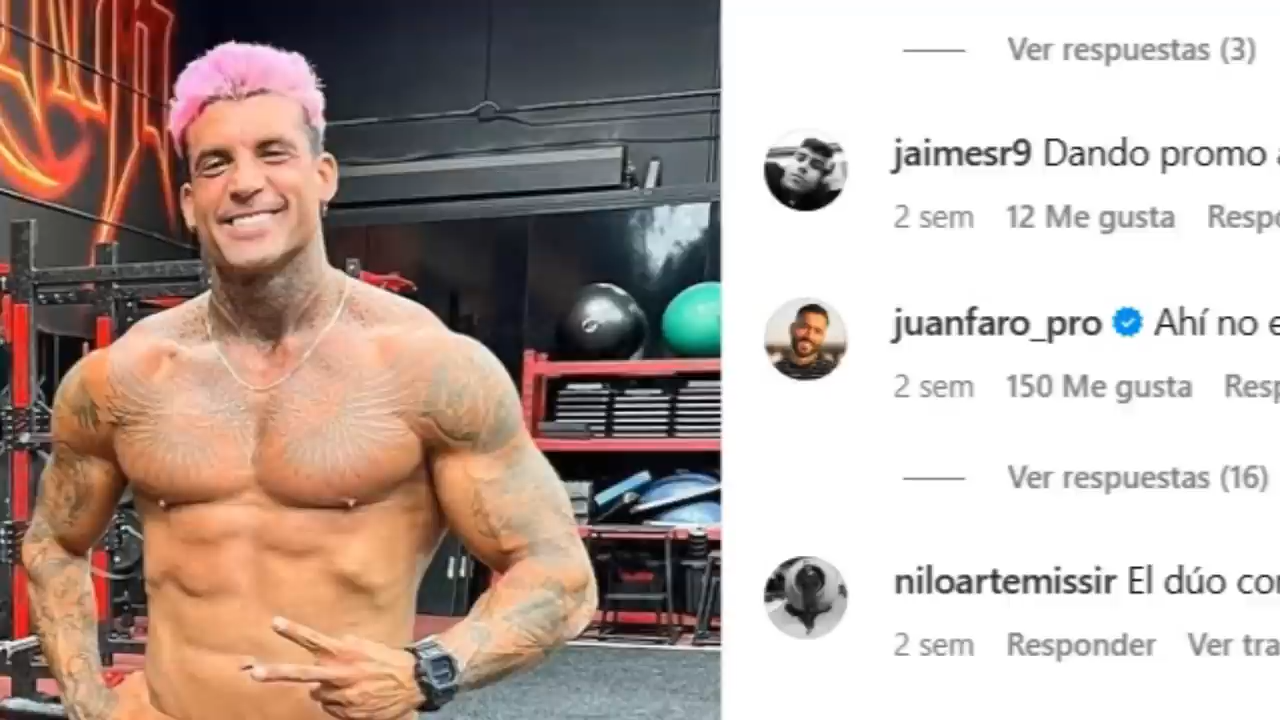 Ver respuestas (3)
jaimesr9 Dando promo
2 sem 12 Me gusta
juanfaro_pro Ahí no
2 sem 150 Me gusta
Ver respuestas (16)
niloartemissir El dúo
2 sem Responder Ver